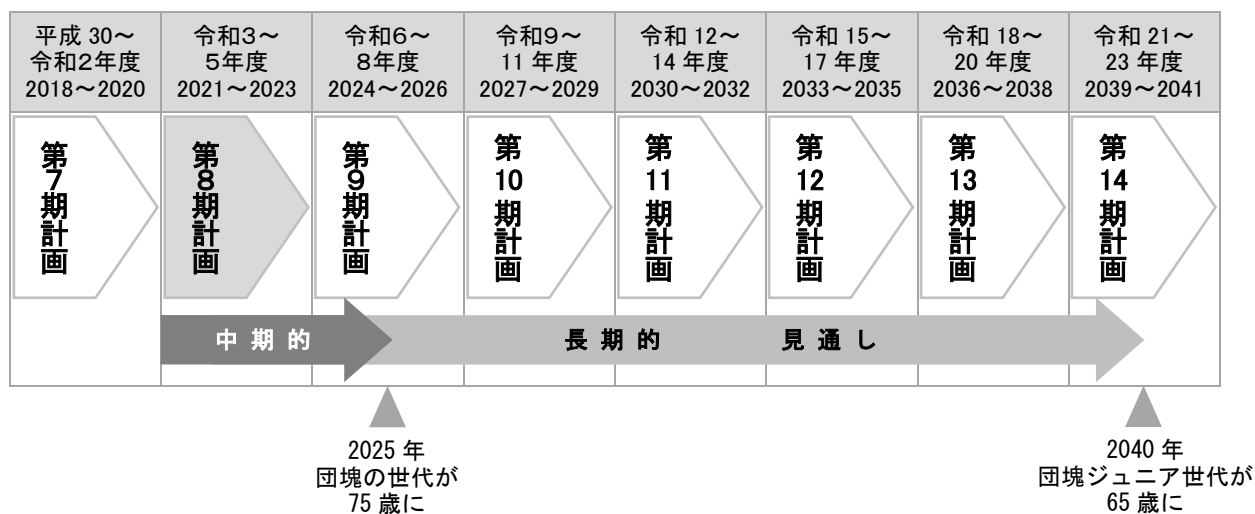 平成 30～
令和2年度
2018～2020
令和3～
5年度
2021～2023
令和6～
8年度
2024～2026
令和9～
11 年度
2027～2029
令和 12～
14 年度
2030～2032
令和 15～
17 年度
2033～2035
令和 18～
20 年度
2036～2038
令和 21～
23 年度
2039～2041
第7期計画
第8期計画
第9期計画
第10期計画
第11期計画
第12期計画
第13期計画
第14期計画
中期的
長期的 見通し
2025 年
団塊の世代が
75 歳に
2040 年
団塊ジュニア世代が
65 歳に